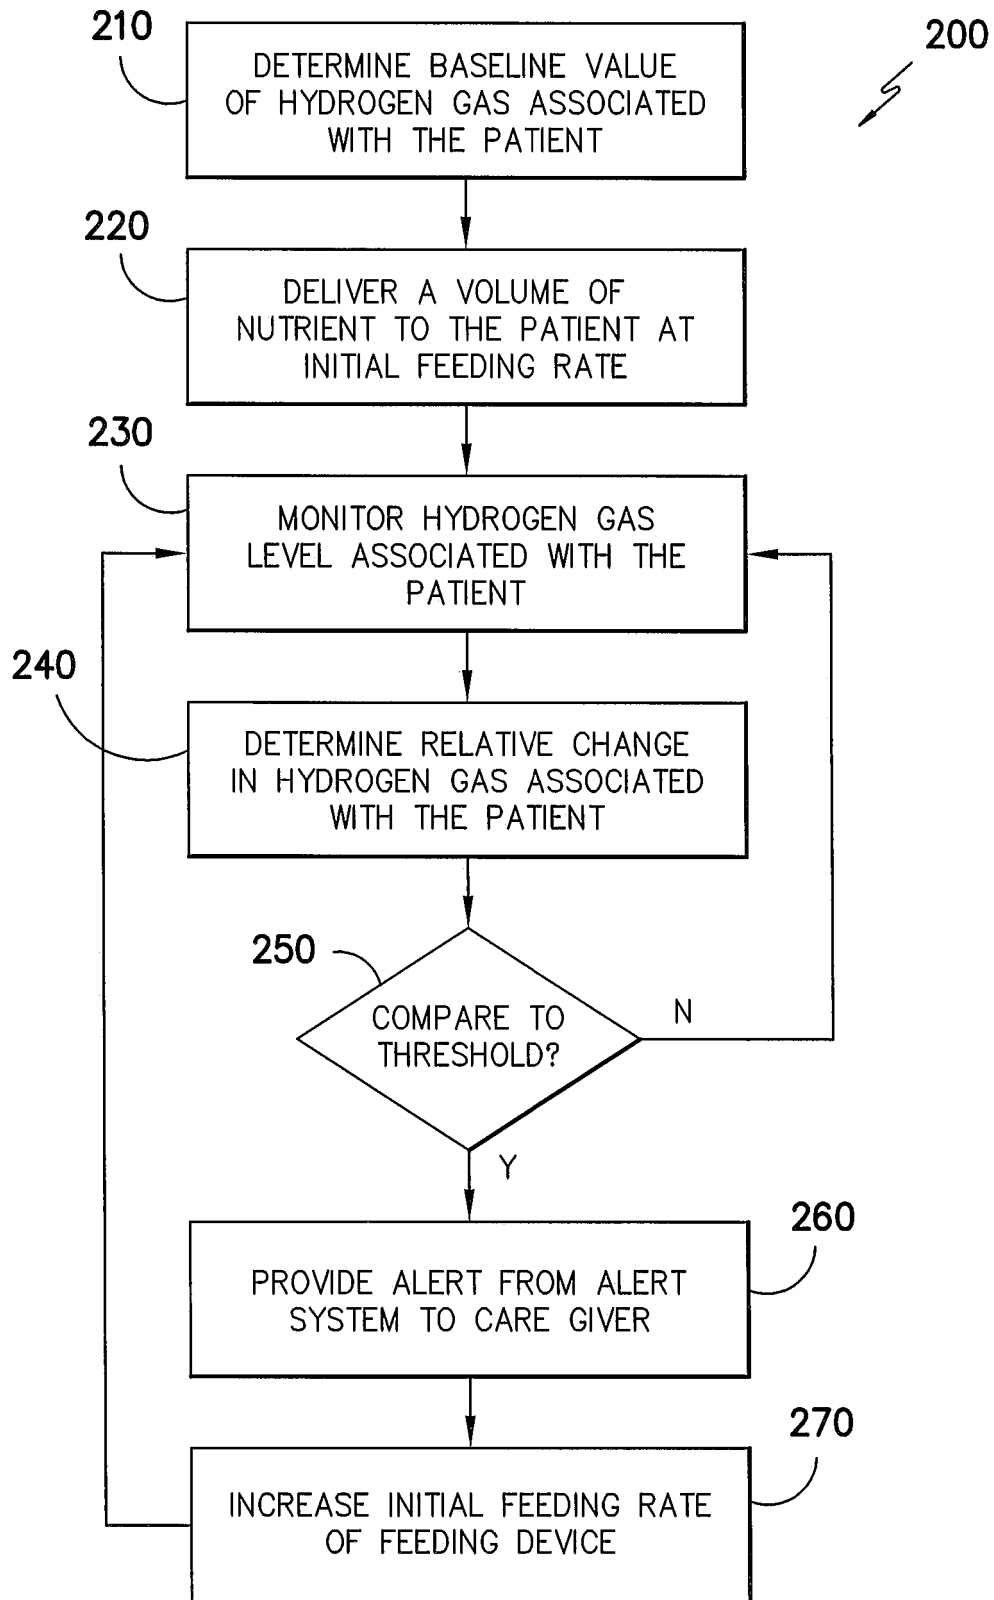 210
200
DETERMINE BASELINE VALUE
OF HYDROGEN GAS ASSOCIATED
WITH THE PATIENT
220
DELIVER A VOLUME OF
NUTRIENT TO THE PATIENT AT
INITIAL FEEDING RATE
230
MONITOR HYDROGEN GAS
LEVEL ASSOCIATED WITH THE
PATIENT
240
DETERMINE RELATIVE CHANGE
IN HYDROGEN GAS ASSOCIATED
WITH THE PATIENT
250
COMPARE TO
THRESHOLD?
N
Y
260
PROVIDE ALERT FROM ALERT
SYSTEM TO CARE GIVER
270
INCREASE INITIAL FEEDING RATE
OF FEEDING DEVICE